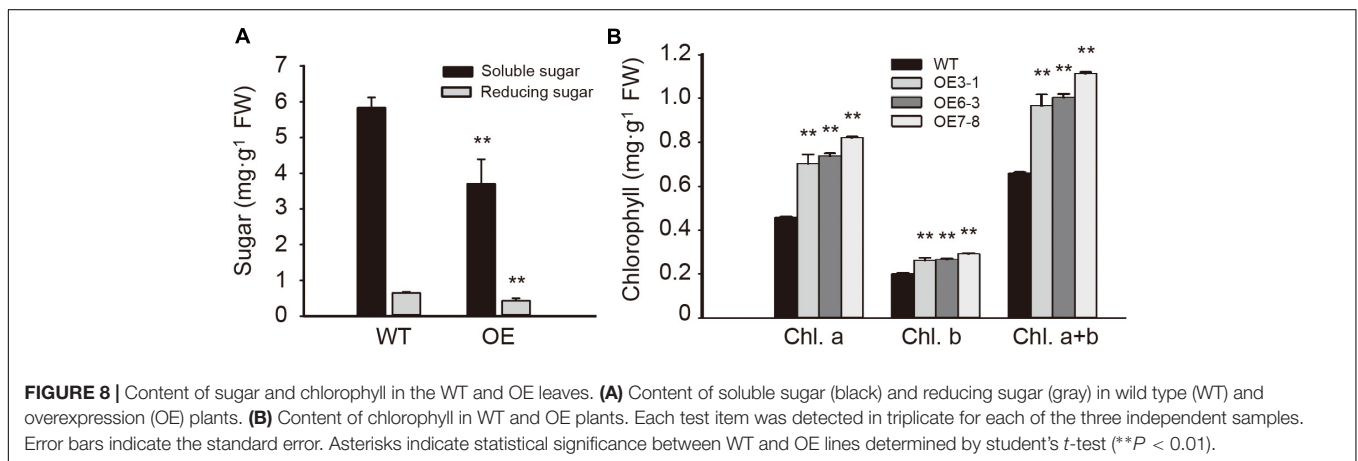 A
7
6
5
4
3
2
1
0
Sugar (mg·g¹ FW)
Soluble sugar
Reducing sugar
**
**
WT
OE
B
1.2
1.0
0.8
0.6
0.4
0.2
0
Chlorophyll (mg·g¹ FW)
WT
OE3-1
OE6-3
OE7-8
** ** **
** ** **
** ** **
Chl. a
Chl. b
Chl. a+b
FIGURE 8 | Content of sugar and chlorophyll in the WT and OE leaves. (A) Content of soluble sugar (black) and reducing sugar (gray) in wild type (WT) and
overexpression (OE) plants. (B) Content of chlorophyll in WT and OE plants. Each test item was detected in triplicate for each of the three independent samples.
Error bars indicate the standard error. Asterisks indicate statistical significance between WT and OE lines determined by student's t-test (**P < 0.01).